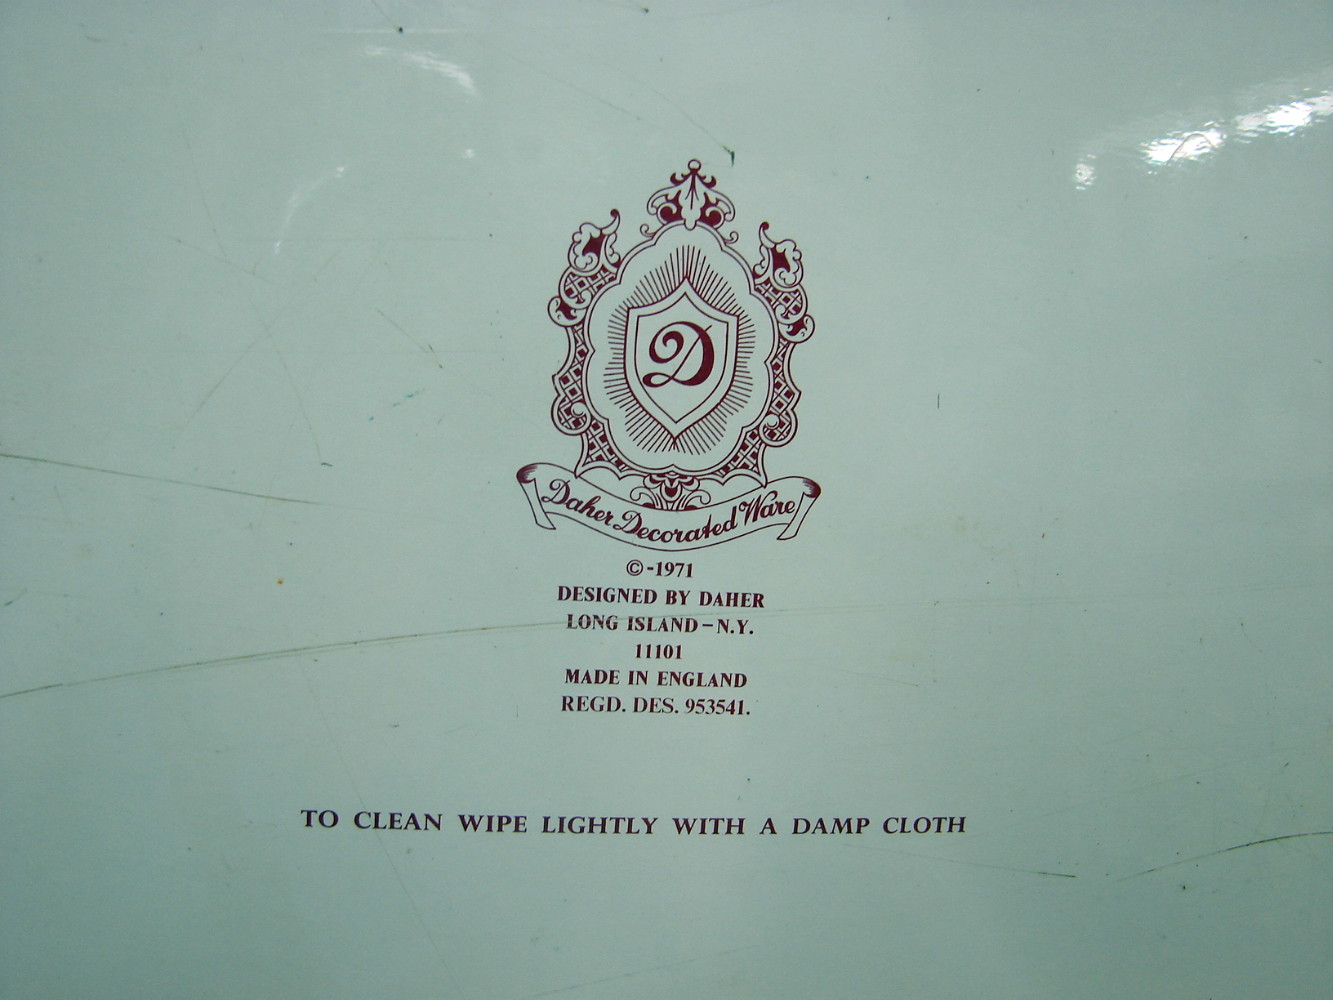 D
Daher Decorated Ware
©-1971
DESIGNED BY DAHER
LONG ISLAND-N.Y.
11101
MADE IN ENGLAND
REGD. DES. 953541.
TO CLEAN WIPE LIGHTLY WITH A DAMP CLOTH